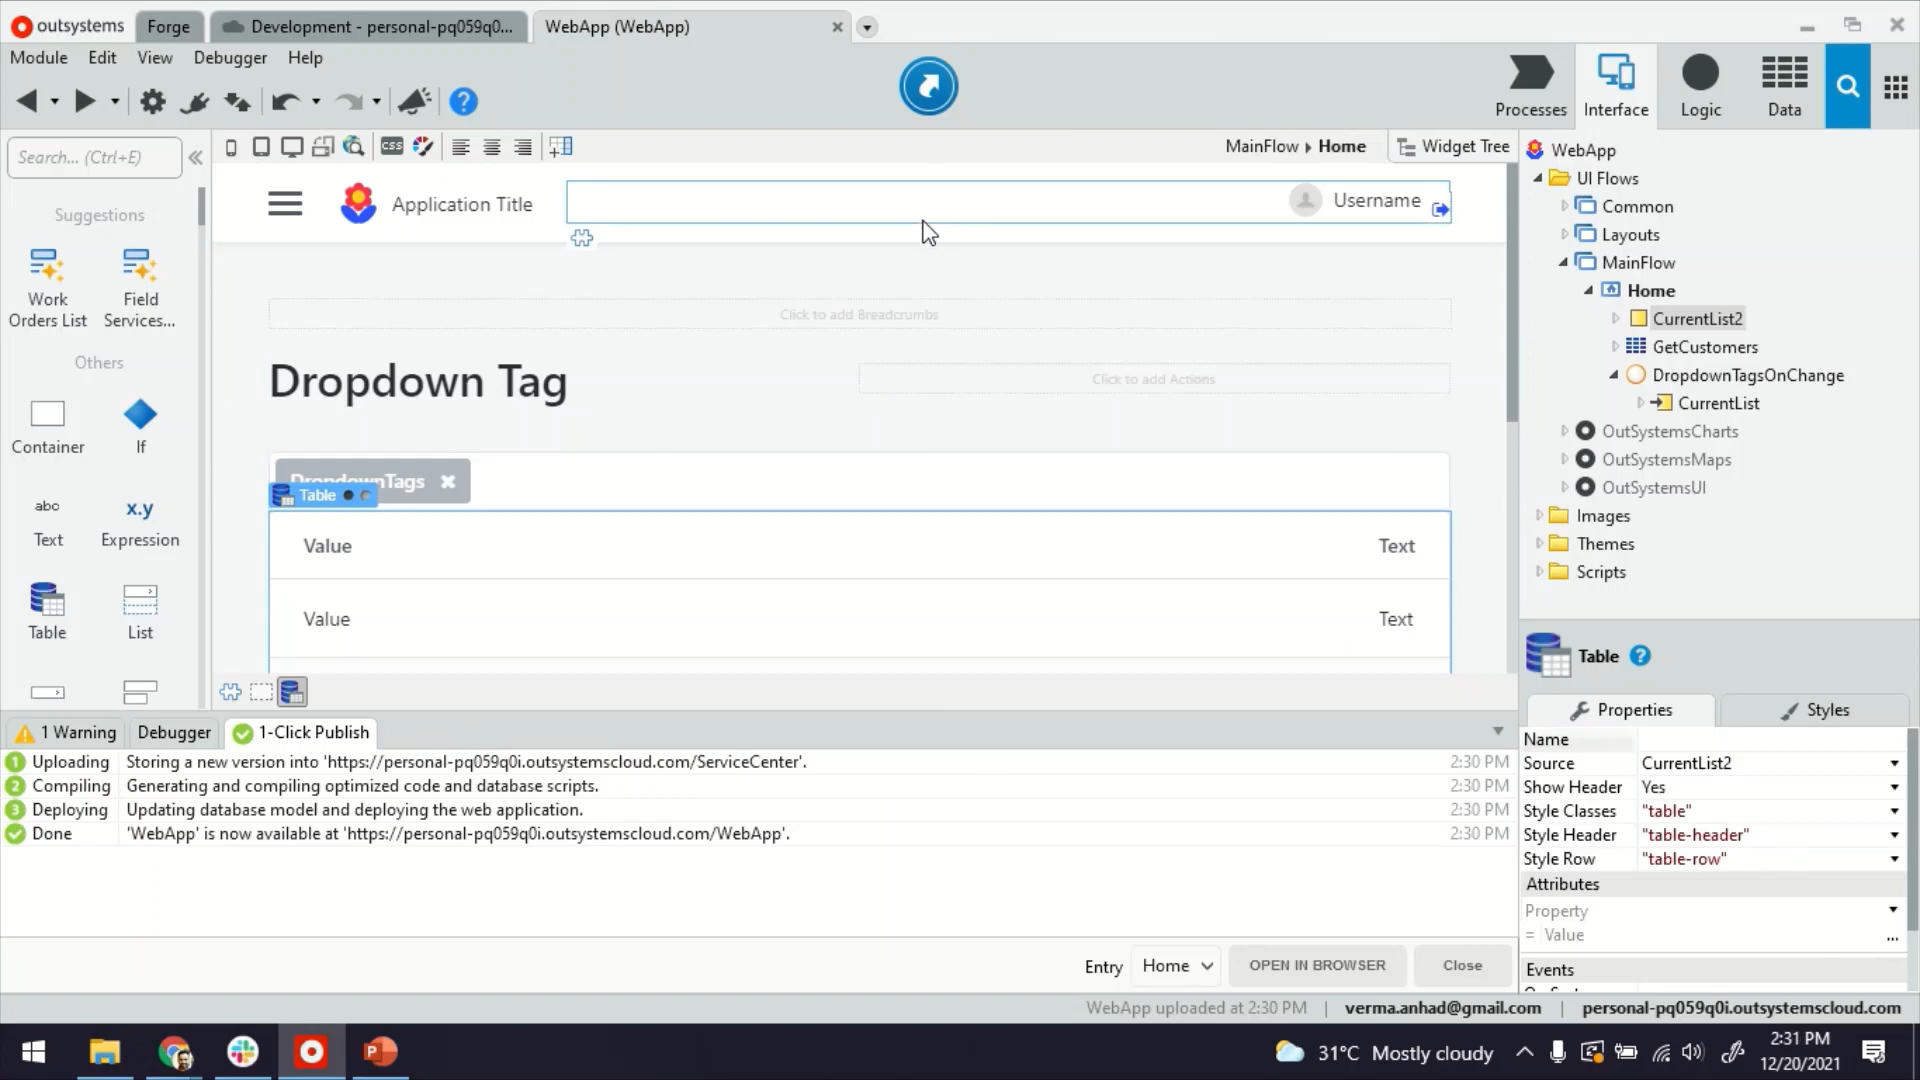 outsystems
Forge
Development - personal-pq059q0...
WebApp (WebApp)
Module Edit View Debugger Help
Processes
Interface
Logic
Data
Search... (Ctrl+E)
CSS
MainFlow Home
Widget Tree
WebApp
UI Flows
Common
Layouts
MainFlow
Home
CurrentList2
GetCustomers
DropdownTagsOnChange
CurrentList
OutSystemsCharts
OutSystemsMaps
OutSystemsUI
Images
Themes
Scripts
Suggestions
Work Field
Orders List Services...
Others
Container If
abc x.y
Text Expression
Table List
Application Title
Username
Click to add Breadcrumbs
Dropdown Tag
Click to add Actions
DropdownTags
Table
Value Text
Value Text
Table
Properties Styles
Name
Source CurrentList2
Show Header Yes
Style Classes "table"
Style Header "table-header"
Style Row "table-row"
Attributes
Property
= Value ...
Events
1 Warning Debugger 1-Click Publish
1 Uploading Storing a new version into 'https://personal-pq059q0i.outsystemscloud.com/ServiceCenter'. 2:30 PM
2 Compiling Generating and compiling optimized code and database scripts. 2:30 PM
3 Deploying Updating database model and deploying the web application. 2:30 PM
Done 'WebApp' is now available at 'https://personal-pq059q0i.outsystemscloud.com/WebApp'. 2:30 PM
Entry Home OPEN IN BROWSER Close
WebApp uploaded at 2:30 PM | verma.anhad@gmail.com | personal-pq059q0i.outsystemscloud.com
31°C Mostly cloudy
2:31 PM
12/20/2021